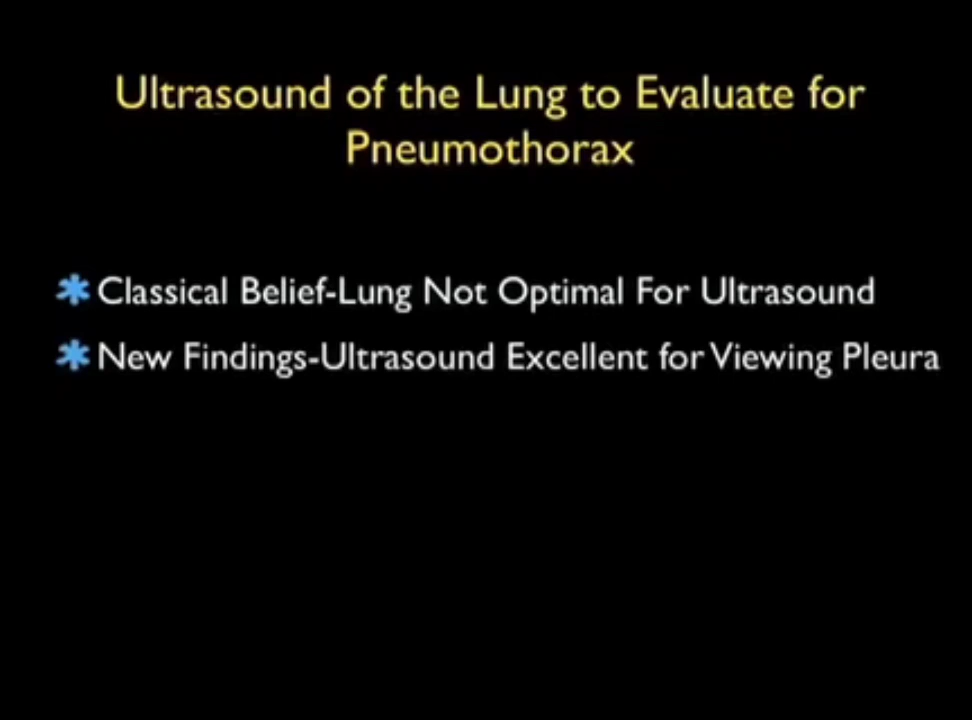 Ultrasound of the Lung to Evaluate for
Pneumothorax
* Classical Belief-Lung Not Optimal For Ultrasound
* New Findings-Ultrasound Excellent for Viewing Pleura